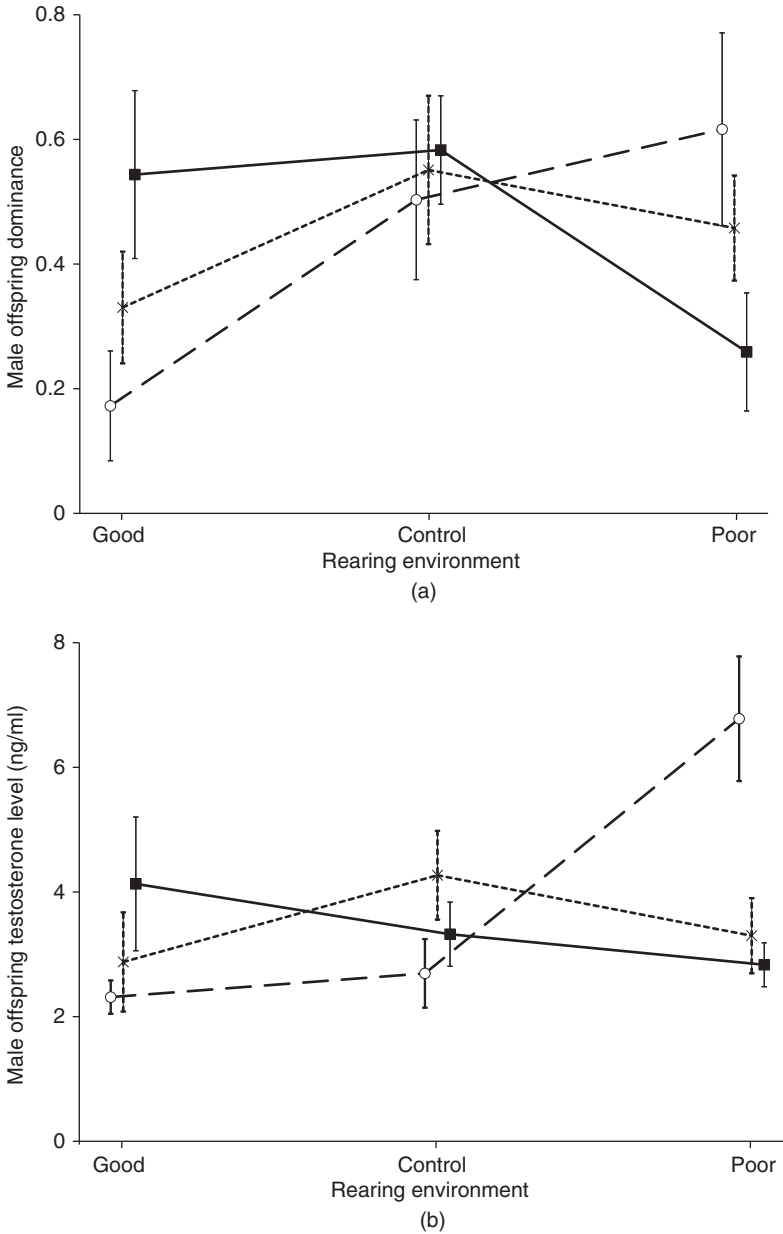 Male offspring dominance
0.8
0.6
0.4
0.2
0
Good Control Poor
Rearing environment
(a)
Male offspring testosterone level (ng/ml)
8
6
4
2
0
Good Control Poor
Rearing environment
(b)